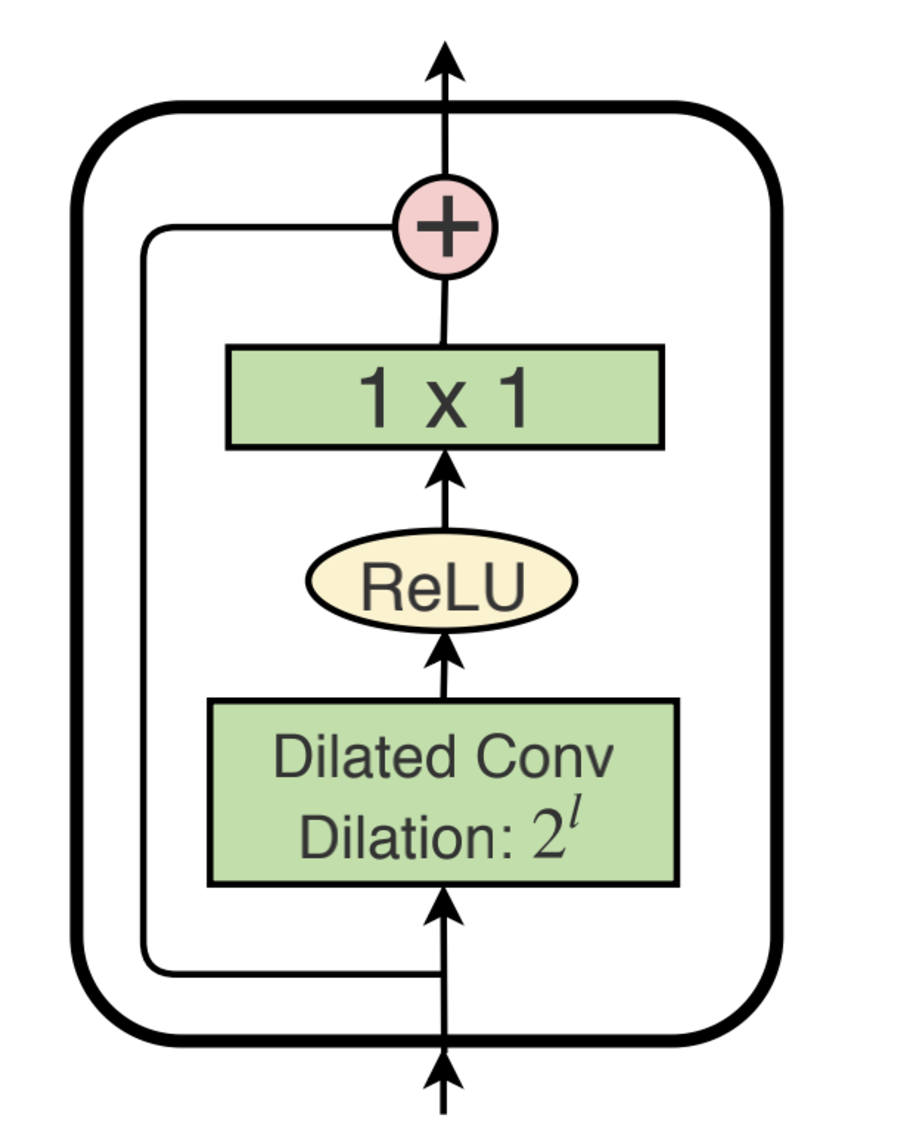 +
1 x 1
ReLU
Dilated Conv
Dilation: 2^l